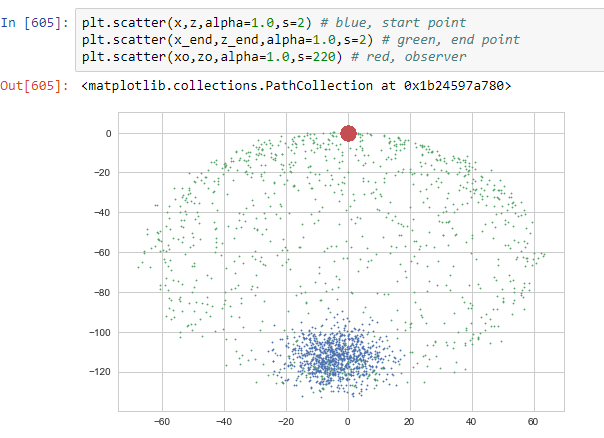 In [605]: plt.scatter(x,z,alpha=1.0,s=2) # blue, start point
plt.scatter(x_end,z_end,alpha=1.0,s=2) # green, end point
plt.scatter(xo,zo,alpha=1.0,s=220) # red, observer
Out[605]: <matplotlib.collections.PathCollection at 0x1b24597a780>
0
−20
−40
−60
−80
−100
−120
−60 −40 −20 0 20 40 60